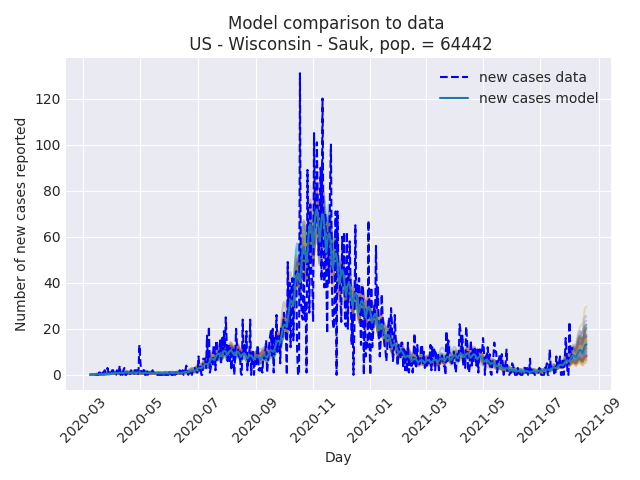 Model comparison to data
US - Wisconsin - Sauk, pop. = 64442
new cases data
new cases model
Number of new cases reported
120
100
80
60
40
20
0
2020-03
2020-05
2020-07
2020-09
2020-11
2021-01
2021-03
2021-05
2021-07
2021-09
Day